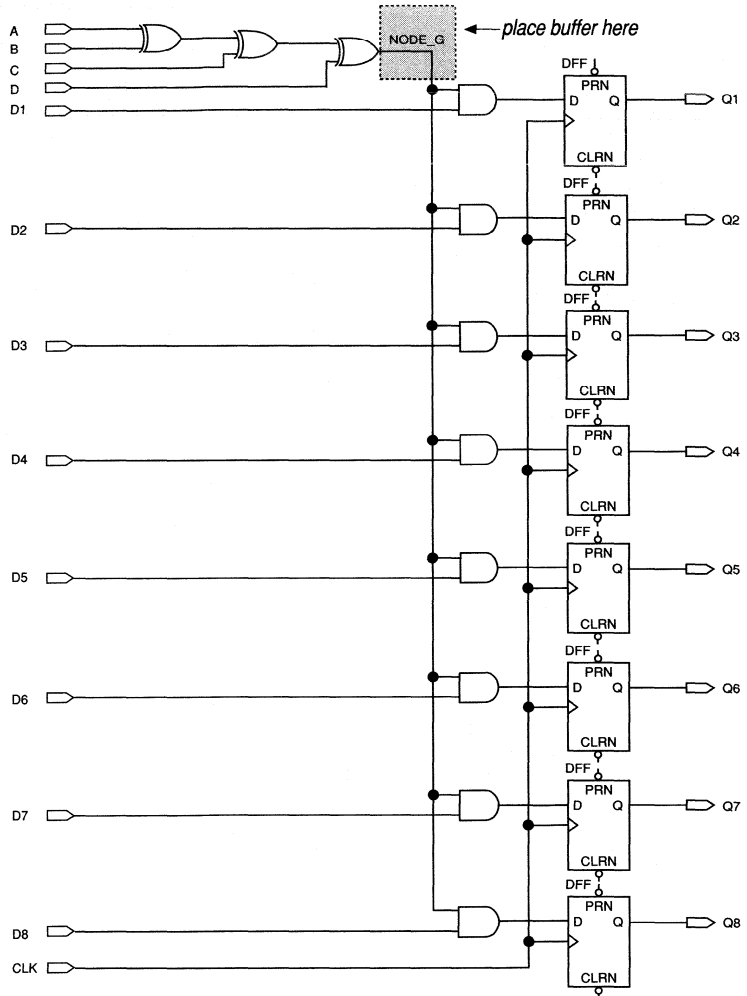 A
B
C
D
D1
NODE_G
place buffer here
DFF
PRN
D Q
CLRN
Q1
D2
DFF
PRN
D Q
CLRN
Q2
D3
DFF
PRN
D Q
CLRN
Q3
D4
DFF
PRN
D Q
CLRN
Q4
D5
DFF
PRN
D Q
CLRN
Q5
D6
DFF
PRN
D Q
CLRN
Q6
D7
DFF
PRN
D Q
CLRN
Q7
D8
DFF
PRN
D Q
CLRN
Q8
CLK